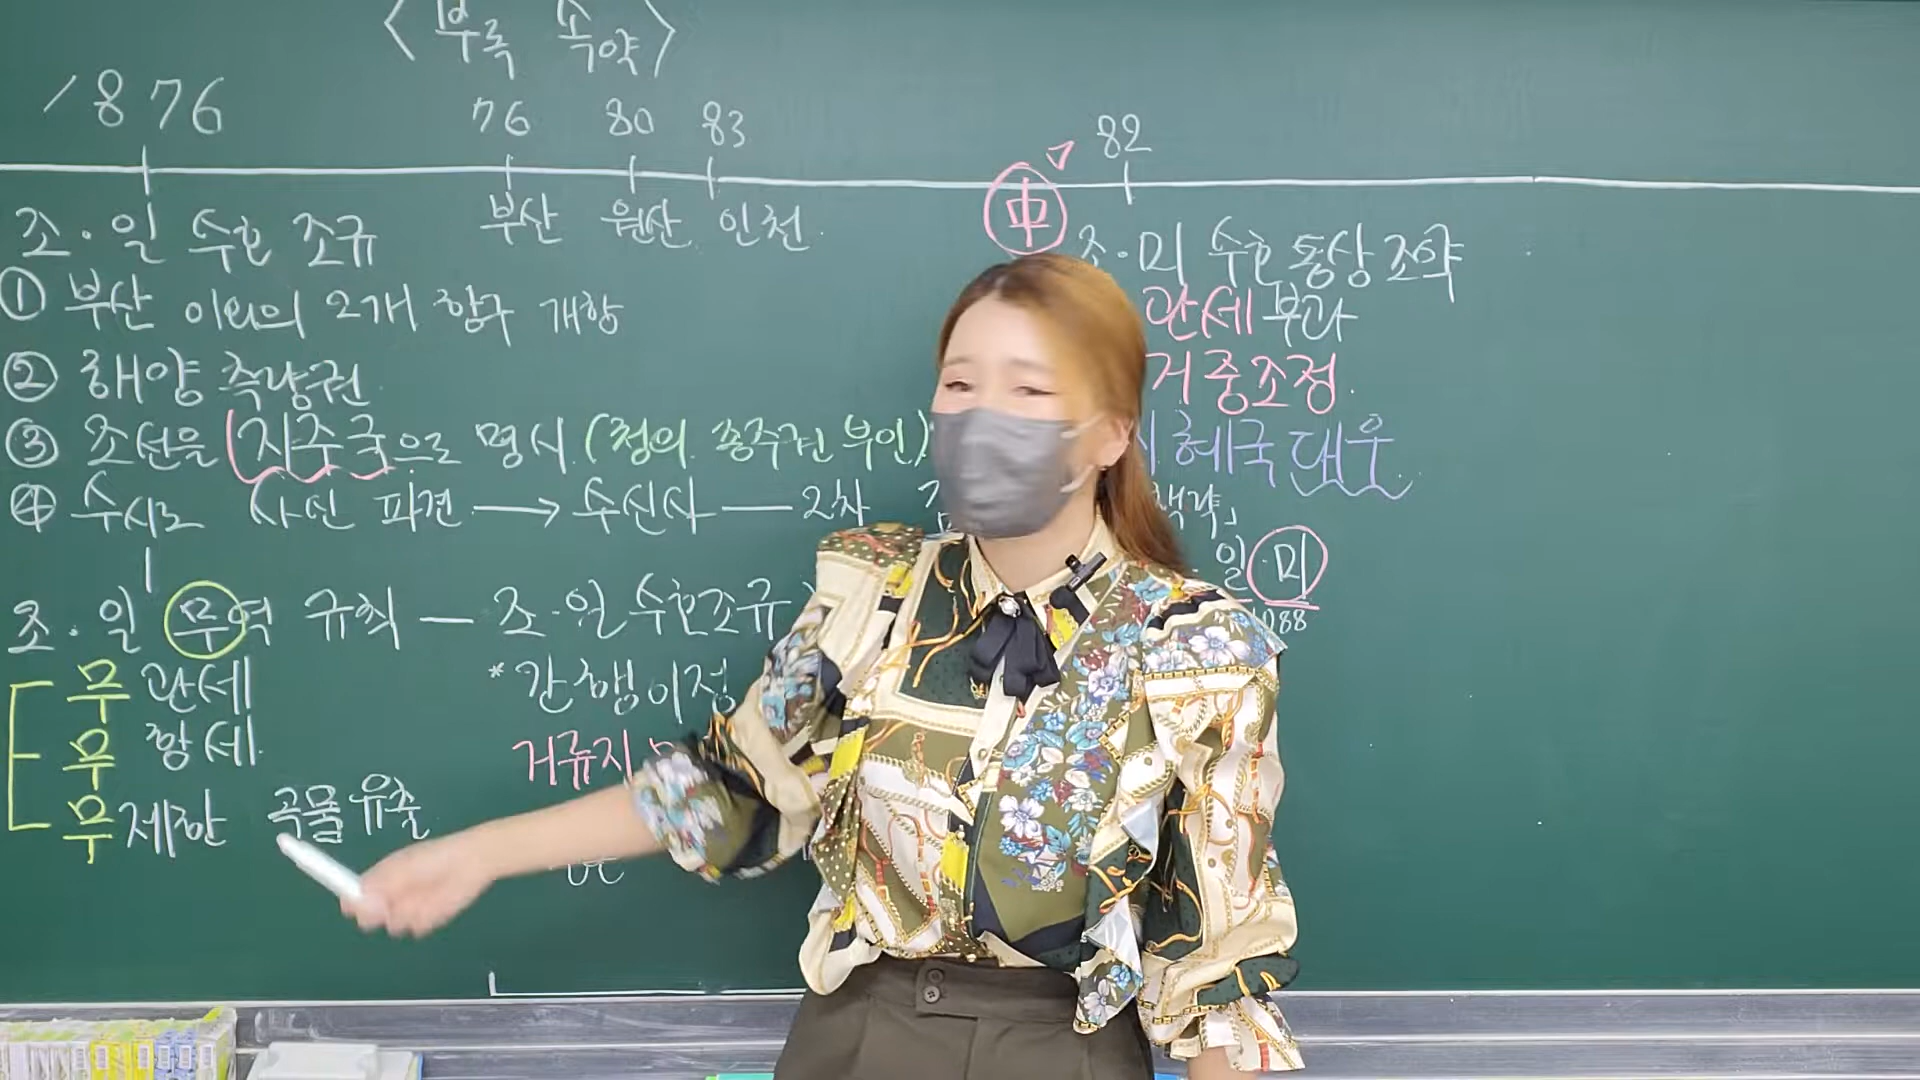 〈부록 속약〉
1876
76 80 83
부산 원산 인천
조·일 수호 조규
① 부산 이외의 2개 항구 개항
② 해양 측량권
③ 조선을 자주국으로 명시 (청의 종주권 부인)
④ 수시로 사신 파견 → 수신사 — 2차
조·일 무역 규칙 — 조·일 수호조규
무관세
무항세
무제한 곡물 유출
* 간행이정
거류지
中 82
조·미 수호 통상 조약
관세 부과
거중조정
혜국 대우
책략」
일 미
088